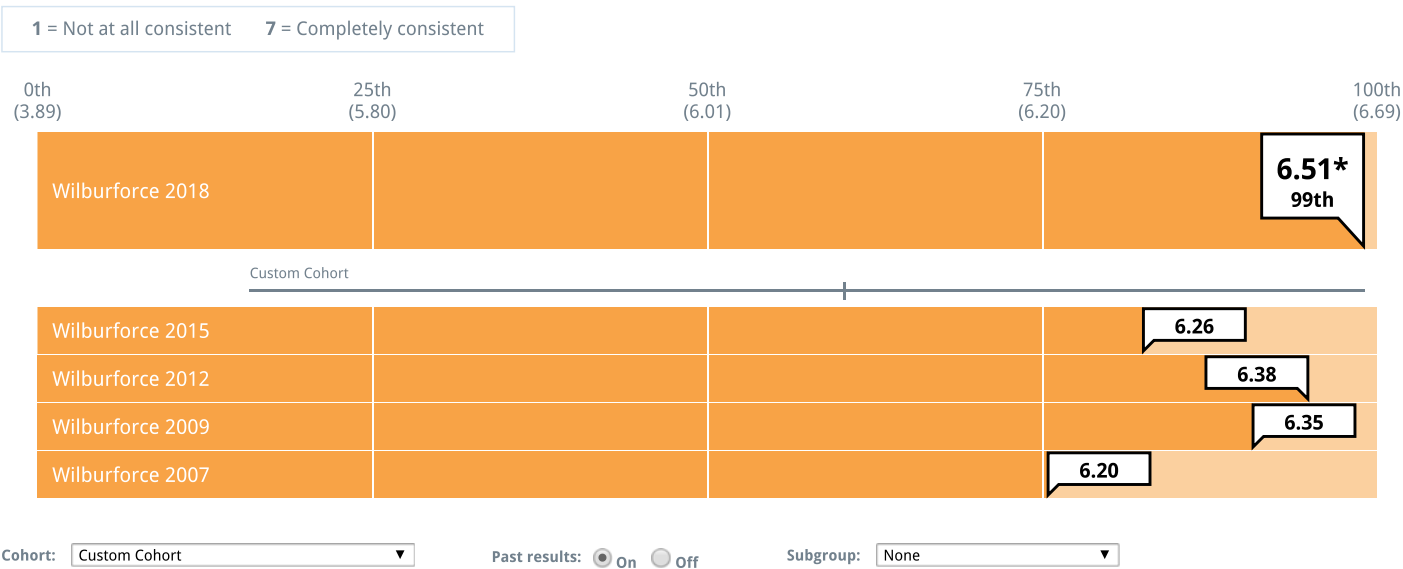 1 = Not at all consistent 7 = Completely consistent
0th 25th 50th 75th 100th
(3.89) (5.80) (6.01) (6.20) (6.69)
Wilburforce 2018 6.51*
99th
Custom Cohort
Wilburforce 2015 6.26
Wilburforce 2012 6.38
Wilburforce 2009 6.35
Wilburforce 2007 6.20
Cohort: Custom Cohort ▼ Past results: On Off Subgroup: None ▼